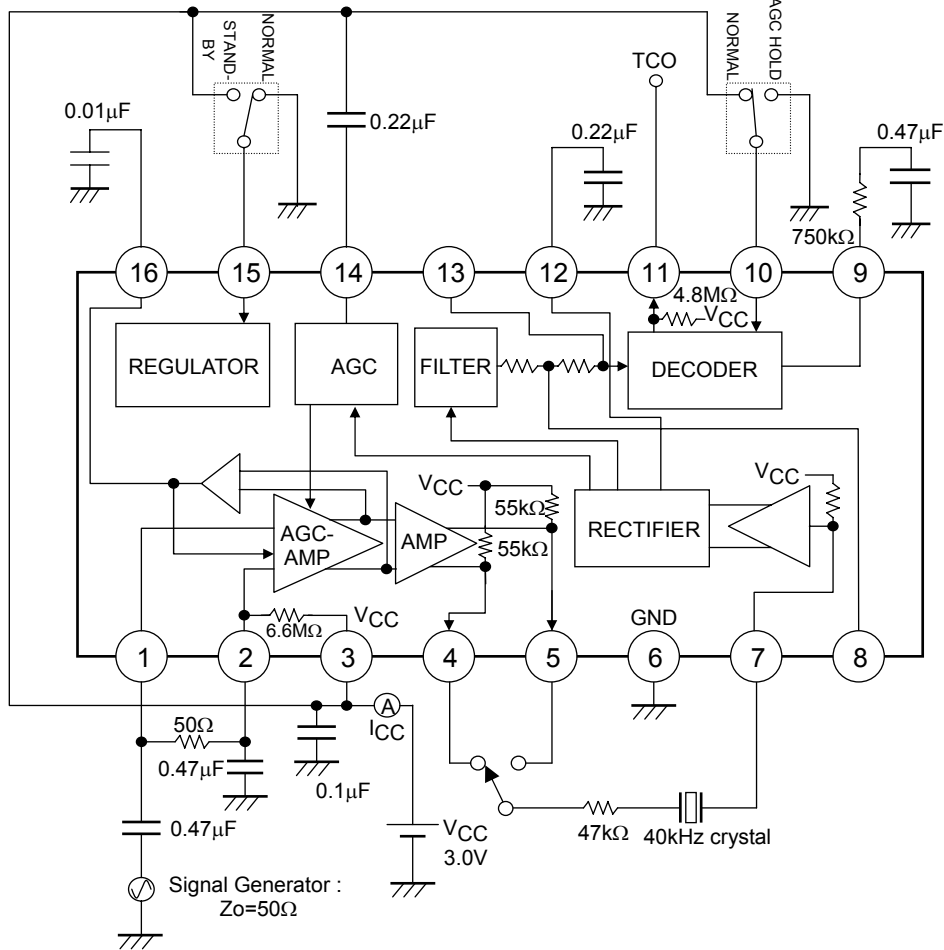 STAND-
BY
NORMAL
NORMAL
AGC HOLD
TCO
0.01μF
0.22μF
0.22μF
0.47μF
750kΩ
16
15
14
13
12
11
10
9
4.8MΩ
VCC
REGULATOR
AGC
FILTER
DECODER
VCC
55kΩ
55kΩ
VCC
AGC-
AMP
AMP
RECTIFIER
6.6MΩ
VCC
GND
1
2
3
4
5
6
7
8
A
ICC
50Ω
0.47μF
0.1μF
0.47μF
VCC
3.0V
47kΩ
40kHz crystal
Signal Generator :
Zo=50Ω